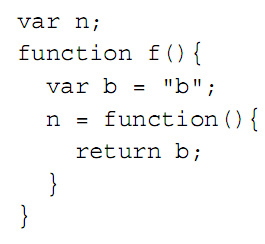 var n;
function f(){
  var b = "b";
  n = function(){
    return b;
  }
}